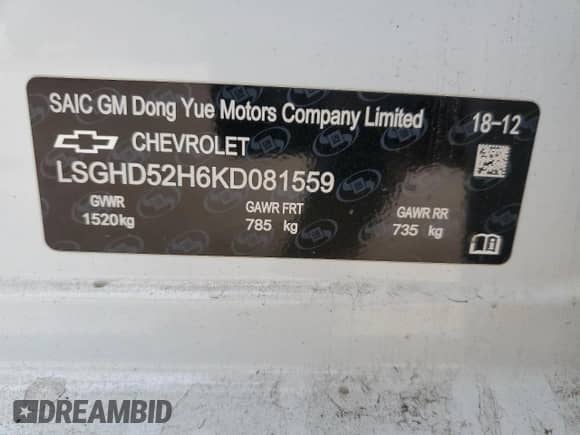 SAIC GM Dong Yue Motors Company Limited 18-12
CHEVROLET
LSGHD52H6KD081559
GVWR GAWR FRT GAWR RR
1520kg 785 kg 735 kg
DREAMBID